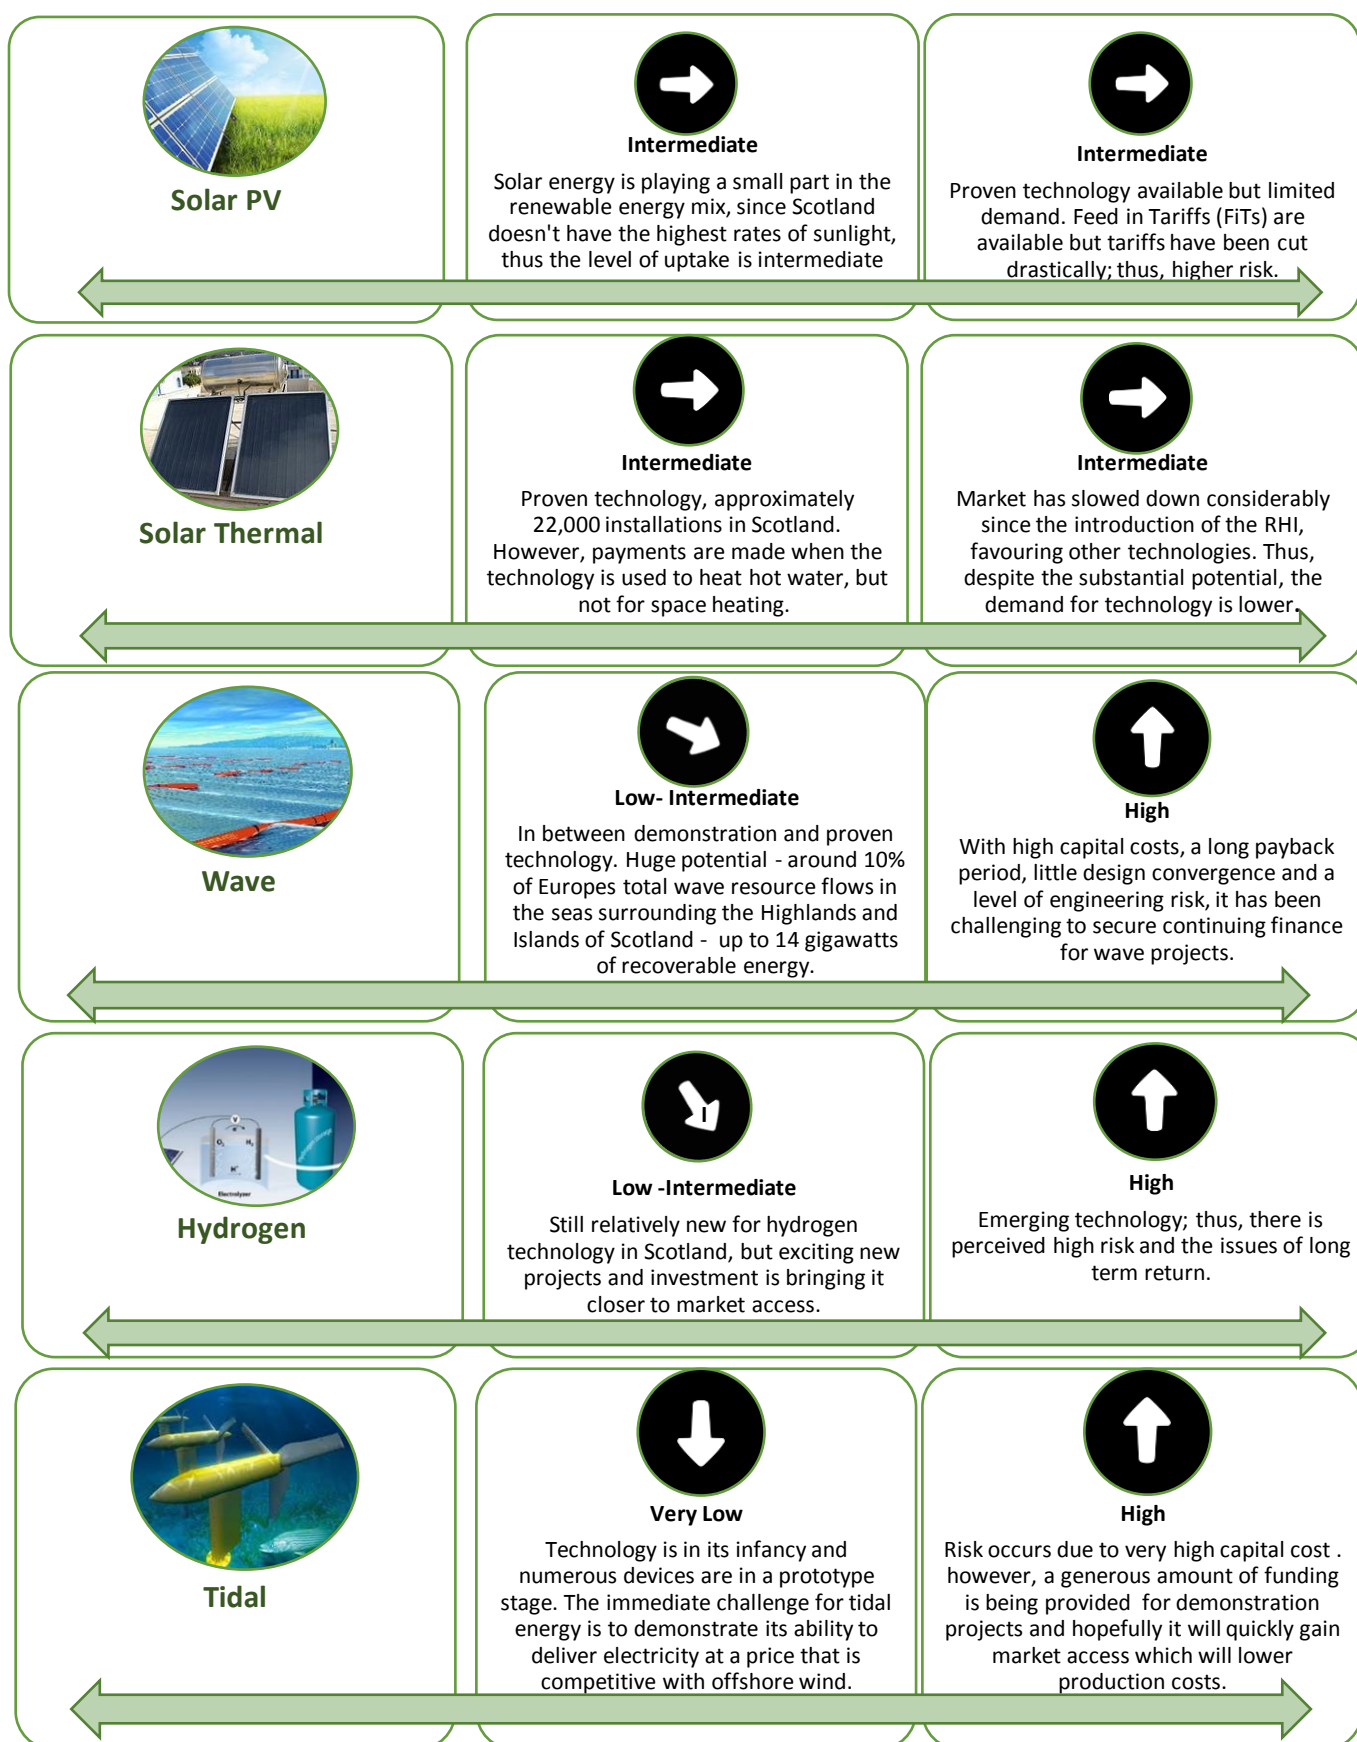 Solar PV
Intermediate
Solar energy is playing a small part in the
renewable energy mix, since Scotland
doesn't have the highest rates of sunlight,
thus the level of uptake is intermediate
Intermediate
Proven technology available but limited
demand. Feed in Tariffs (FiTs) are
available but tariffs have been cut
drastically; thus, higher risk.
Solar Thermal
Intermediate
Proven technology, approximately
22,000 installations in Scotland.
However, payments are made when the
technology is used to heat hot water, but
not for space heating.
Intermediate
Market has slowed down considerably
since the introduction of the RHI,
favouring other technologies. Thus,
despite the substantial potential, the
demand for technology is lower.
Wave
Low- Intermediate
In between demonstration and proven
technology. Huge potential - around 10%
of Europes total wave resource flows in
the seas surrounding the Highlands and
Islands of Scotland -  up to 14 gigawatts
of recoverable energy.
High
With high capital costs, a long payback
period, little design convergence and a
level of engineering risk, it has been
challenging to secure continuing finance
for wave projects.
V
O₂ H₂
H⁺
Electrolyzer
Hydrogen
I
Low -Intermediate
Still relatively new for hydrogen
technology in Scotland, but exciting new
projects and investment is bringing it
closer to market access.
High
Emerging technology; thus, there is
perceived high risk and the issues of long
term return.
Tidal
Very Low
Technology is in its infancy and
numerous devices are in a prototype
stage. The immediate challenge for tidal
energy is to demonstrate its ability to
deliver electricity at a price that is
competitive with offshore wind.
High
Risk occurs due to very high capital cost .
however, a generous amount of funding
is being provided  for demonstration
projects and hopefully it will quickly gain
market access which will lower
production costs.